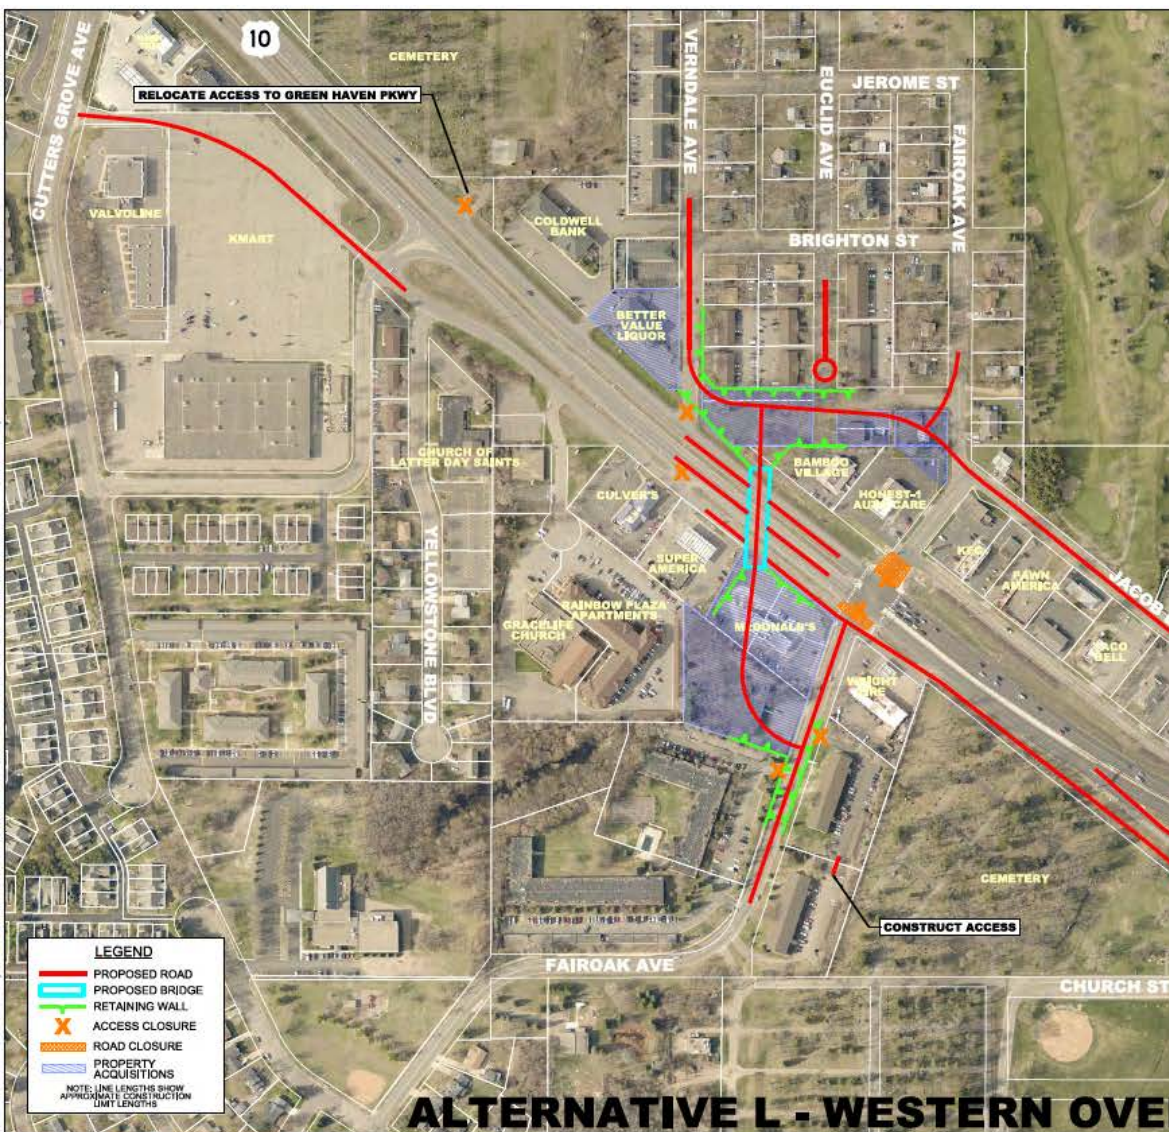 10
CEMETERY
RELOCATE ACCESS TO GREEN HAVEN PKWY
CUTTERS GROVE AVE
VERNDALE AVE
EUCLID AVE
JEROME ST
FAIROAK AVE
VALVOLINE
KMART
COLDWELL
BANK
BRIGHTON ST
BETTER
VALUE
LIQUOR
CHURCH OF
LATTER DAY SAINTS
CULVER'S
BAMBOO
VILLAGE
HONEST-1
AUTO CARE
SUPER
AMERICA
KFC
PAWN
AMERICA
JACOB
TACO
BELL
YELLOWSTONE BLVD
RAINBOW PLAZA
APARTMENTS
GRACELIFE
CHURCH
McDONALD'S
WRIGHT
TIRE
CEMETERY
CONSTRUCT ACCESS
FAIROAK AVE
CHURCH ST
LEGEND
PROPOSED ROAD
PROPOSED BRIDGE
RETAINING WALL
X ACCESS CLOSURE
ROAD CLOSURE
PROPERTY
ACQUISITIONS
NOTE: LINE LENGTHS SHOW
APPROXIMATE CONSTRUCTION
LIMIT LENGTHS
ALTERNATIVE L - WESTERN OVE